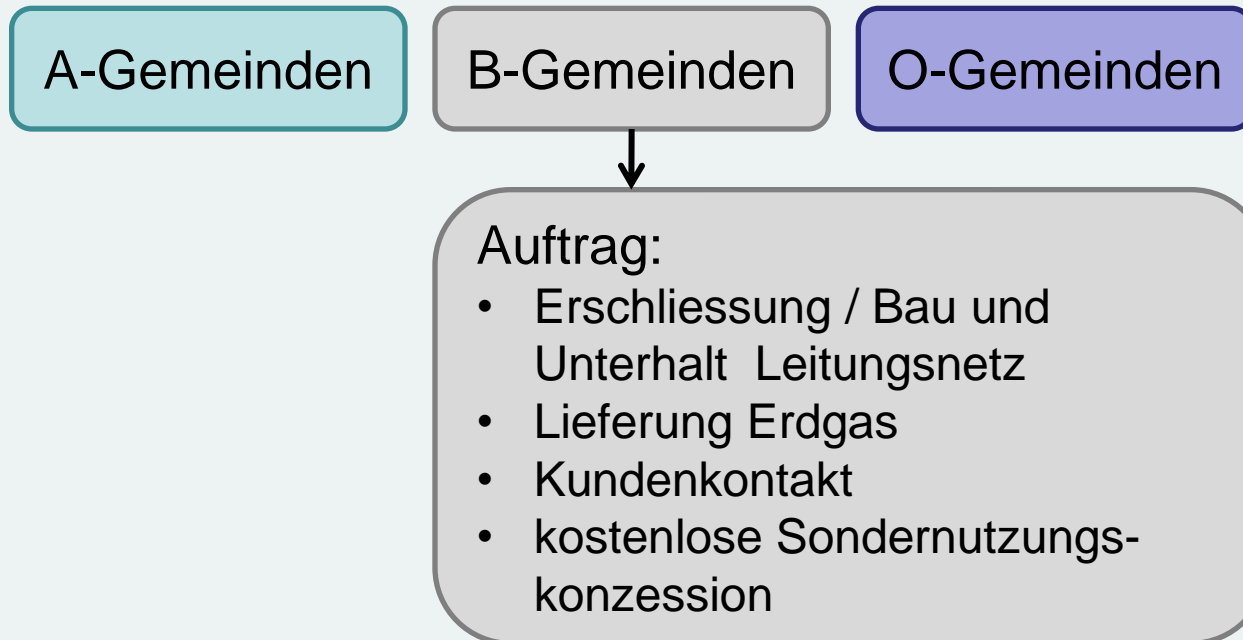 A-Gemeinden
B-Gemeinden
O-Gemeinden
Auftrag:
• Erschliessung / Bau und
Unterhalt Leitungsnetz
• Lieferung Erdgas
• Kundenkontakt
• kostenlose Sondernutzungs-
konzession